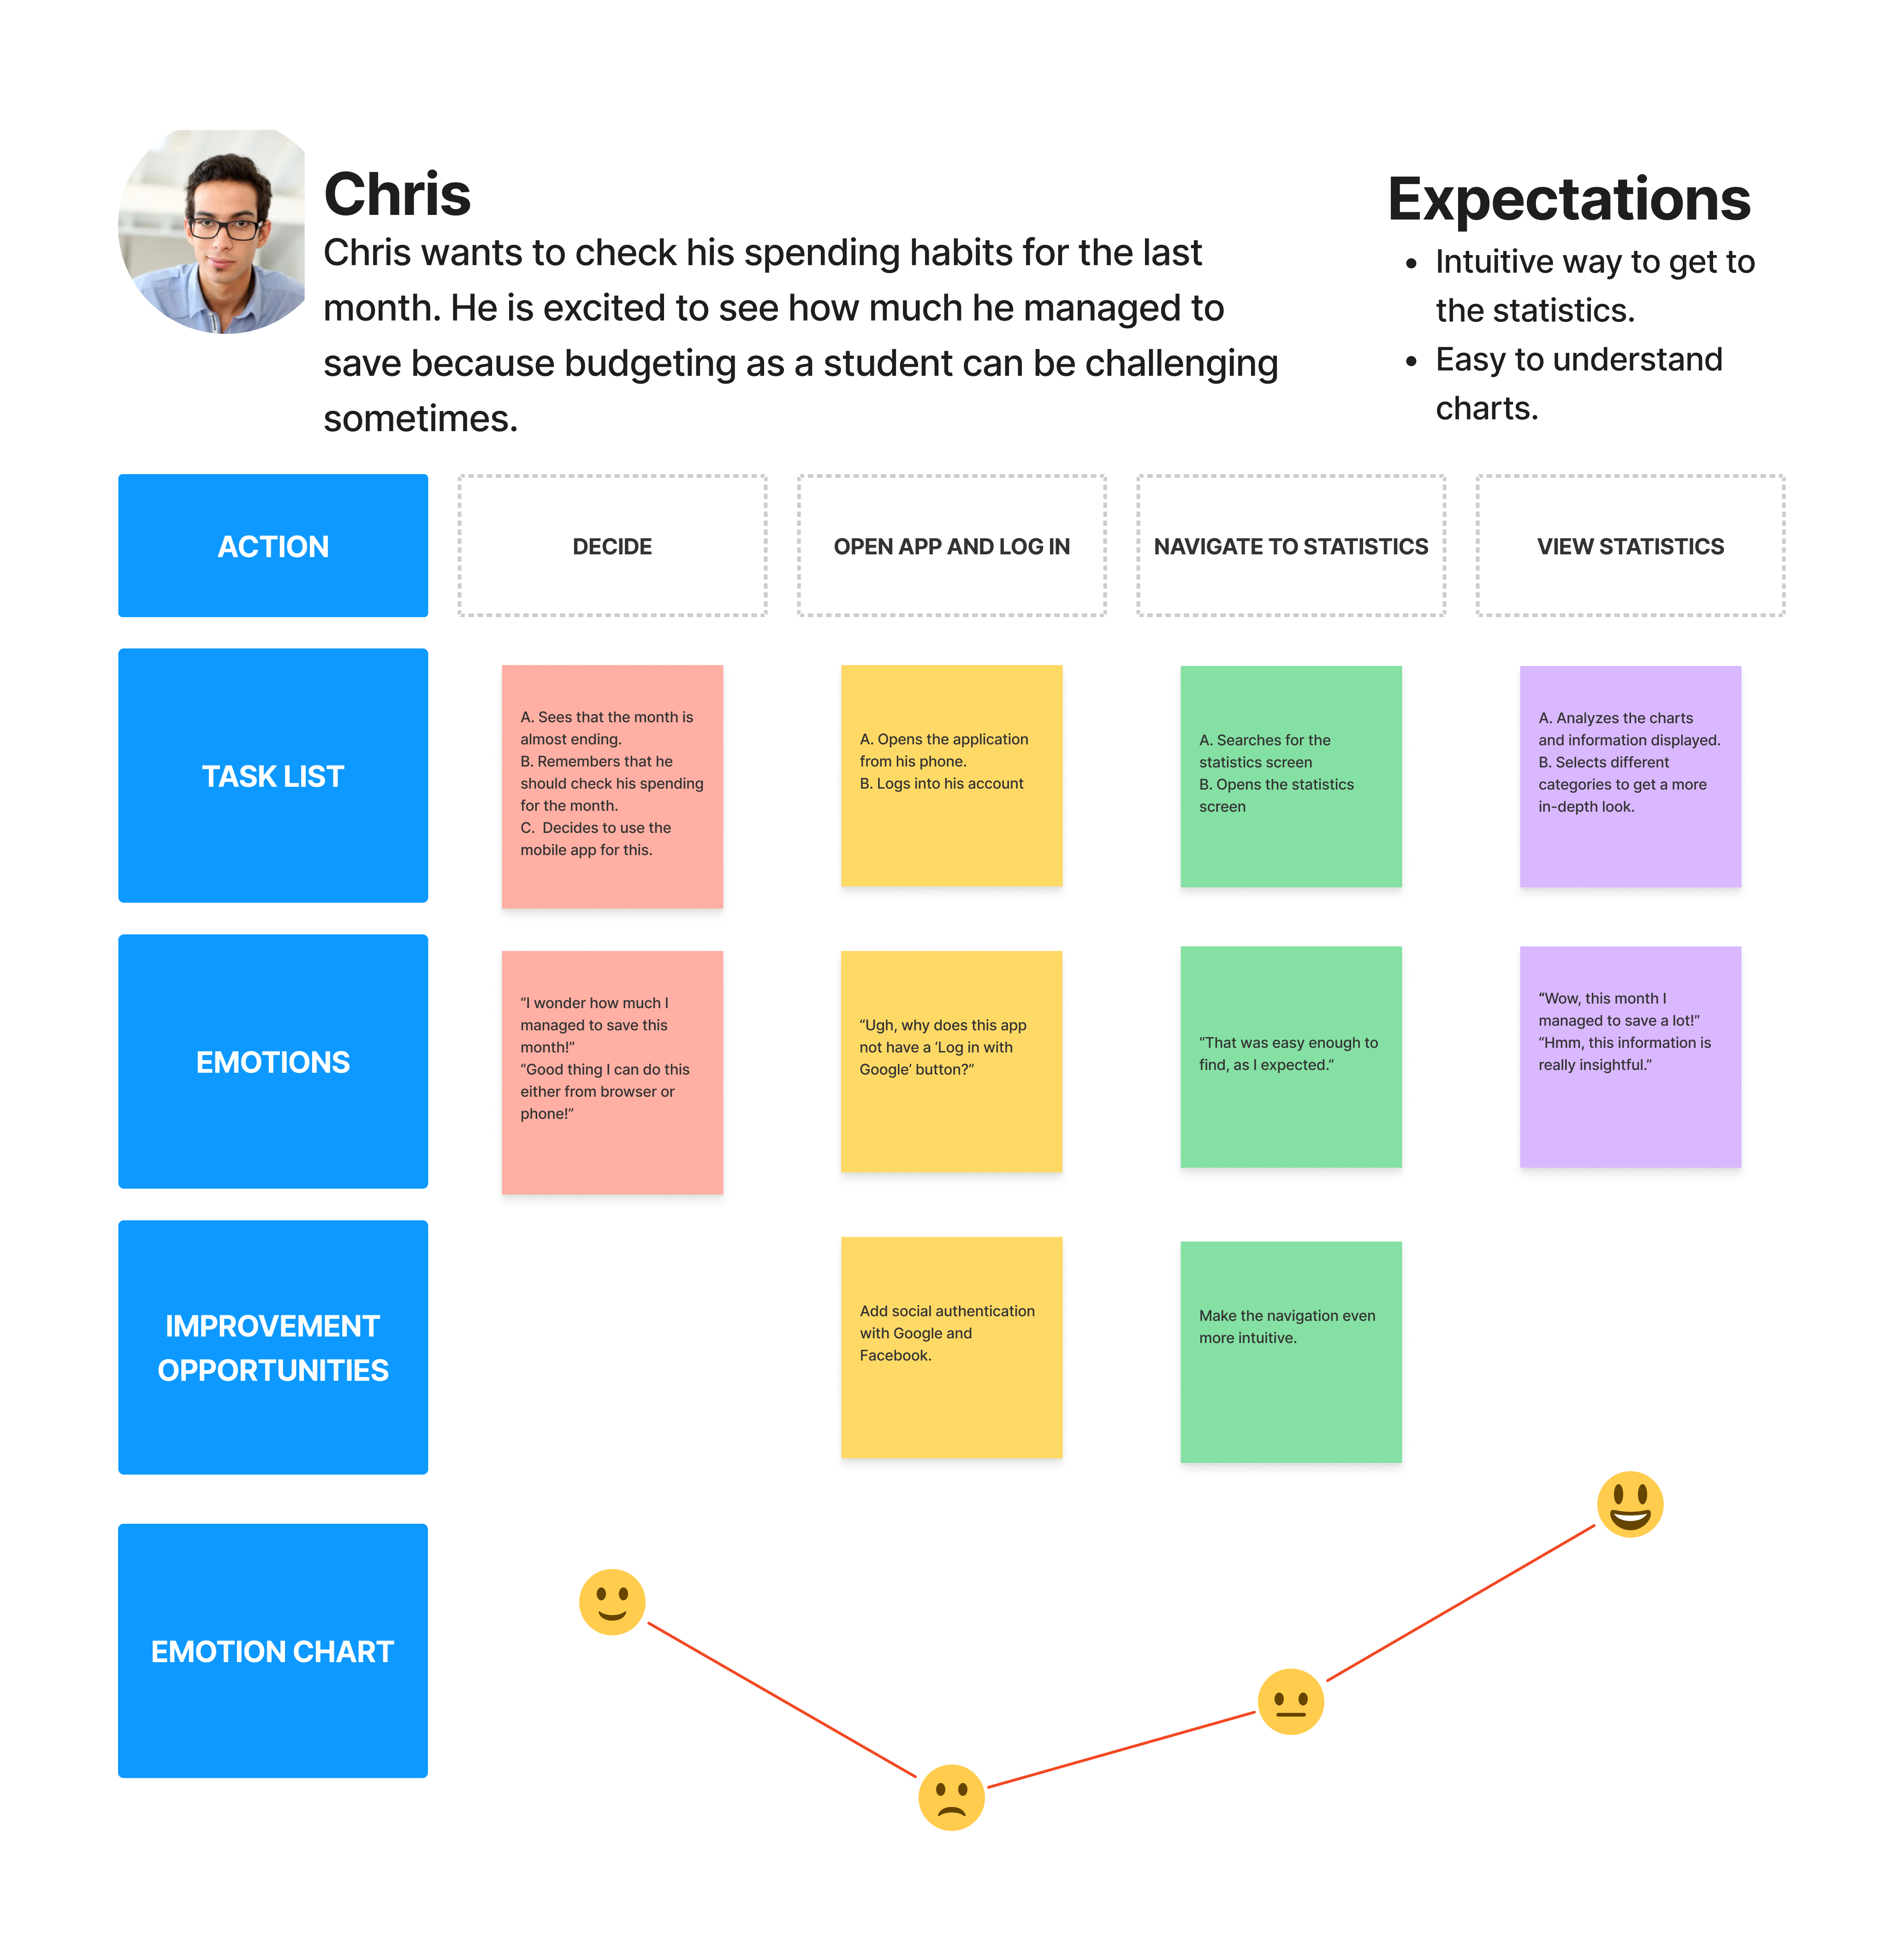 Chris
Chris wants to check his spending habits for the last
month. He is excited to see how much he managed to
save because budgeting as a student can be challenging
sometimes.
Expectations
• Intuitive way to get to
the statistics.
• Easy to understand
charts.
ACTION
DECIDE
OPEN APP AND LOG IN
NAVIGATE TO STATISTICS
VIEW STATISTICS
TASK LIST
A. Sees that the month is
almost ending.
B. Remembers that he
should check his spending
for the month.
C.  Decides to use the
mobile app for this.
A. Opens the application
from his phone.
B. Logs into his account
A. Searches for the
statistics screen
B. Opens the statistics
screen
A. Analyzes the charts
and information displayed.
B. Selects different
categories to get a more
in-depth look.
EMOTIONS
“I wonder how much I
managed to save this
month!”
“Good thing I can do this
either from browser or
phone!”
“Ugh, why does this app
not have a ‘Log in with
Google’ button?”
“That was easy enough to
find, as I expected.”
“Wow, this month I
managed to save a lot!”
“Hmm, this information is
really insightful.”
IMPROVEMENT
OPPORTUNITIES
Add social authentication
with Google and
Facebook.
Make the navigation even
more intuitive.
EMOTION CHART